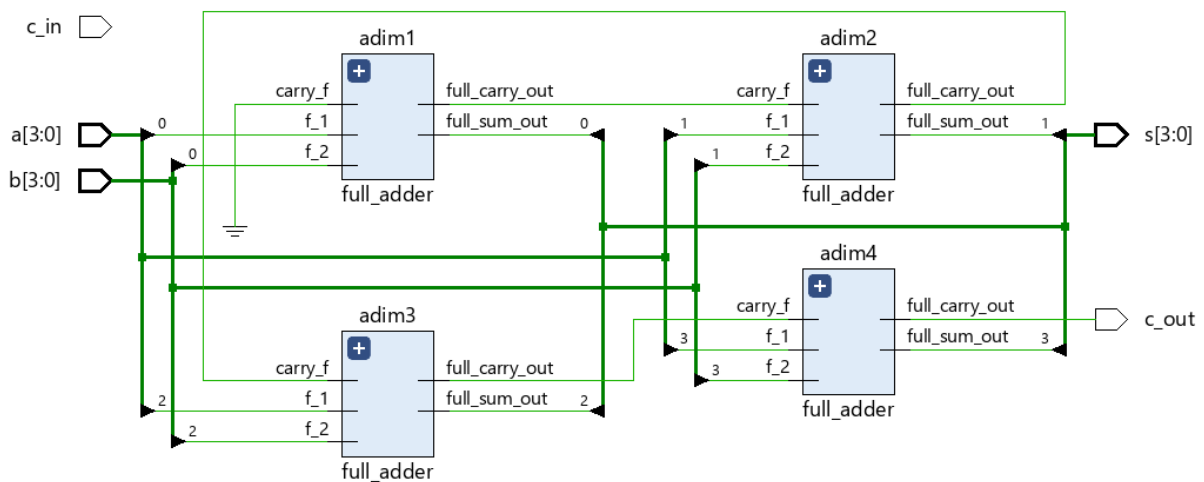 c_in
a[3:0]
b[3:0]
0
0
adim1
carry_f
f_1
f_2
full_carry_out
full_sum_out
0
full_adder
1
1
adim2
carry_f
f_1
f_2
full_carry_out
full_sum_out
1
full_adder
s[3:0]
2
2
adim3
carry_f
f_1
f_2
full_carry_out
full_sum_out
2
full_adder
3
3
adim4
carry_f
f_1
f_2
full_carry_out
full_sum_out
3
full_adder
c_out